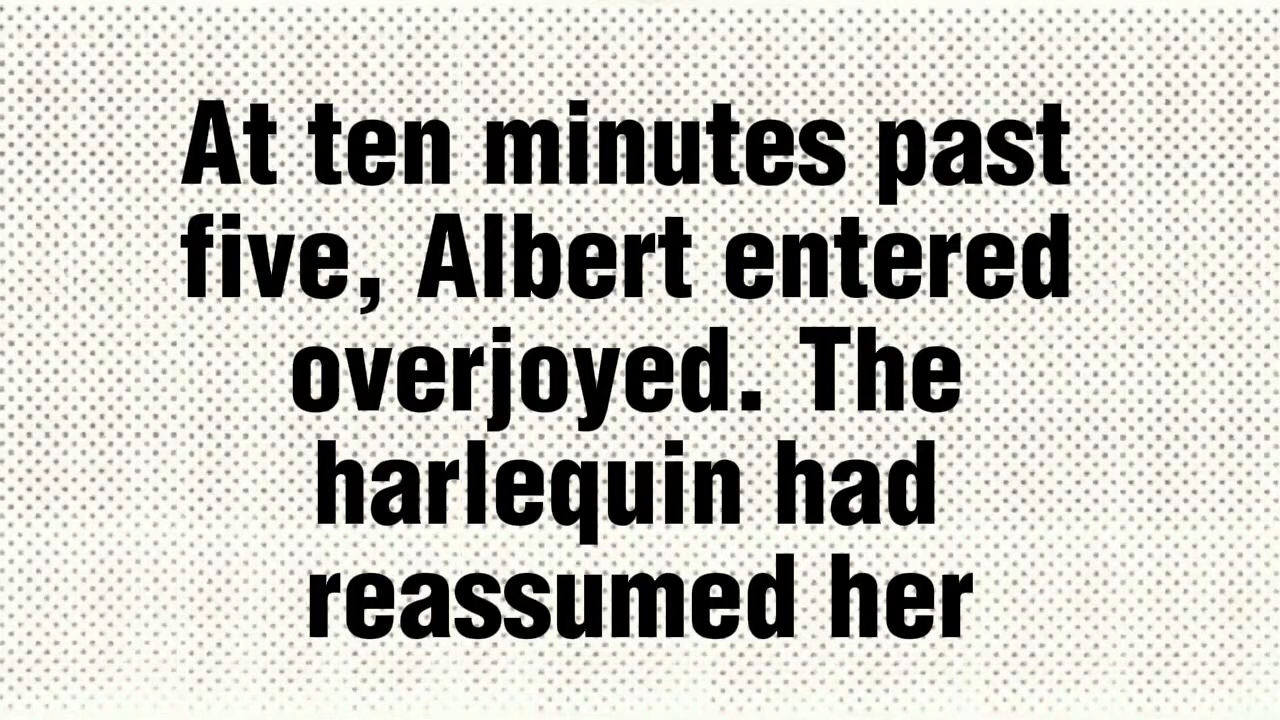 At ten minutes past
five, Albert entered
overjoyed. The
harlequin had
reassumed her